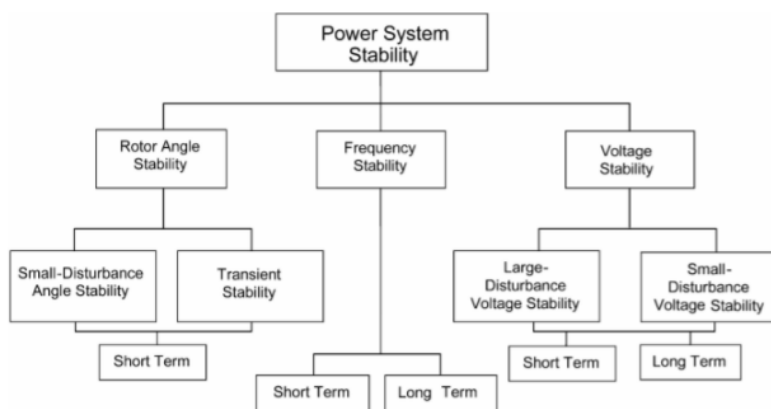 Power System
Stability
Rotor Angle
Stability
Frequency
Stability
Voltage
Stability
Small-Disturbance
Angle Stability
Transient
Stability
Large-
Disturbance
Voltage Stability
Small-
Disturbance
Voltage Stability
Short Term
Short Term
Long Term
Short Term
Long Term